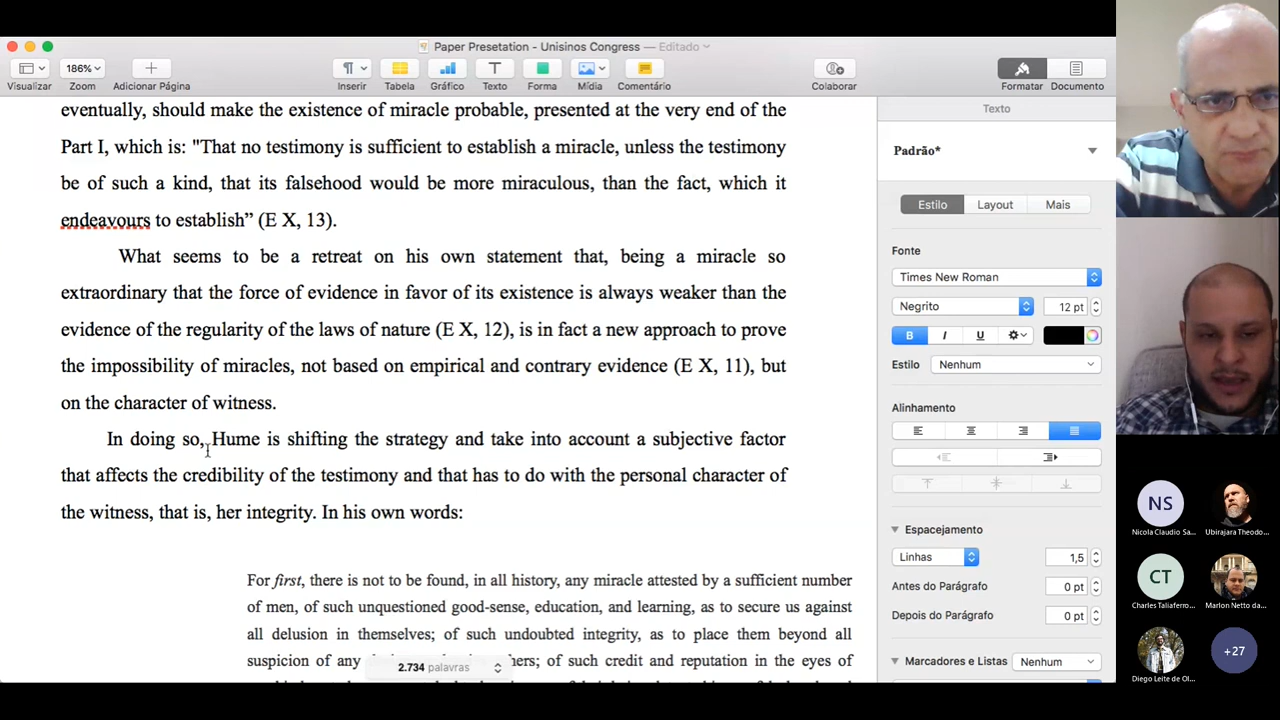 Paper Presetation - Unisinos Congress — Editado
186%
Visualizar Zoom Adicionar Página Inserir Tabela Gráfico Texto Forma Mídia Comentário Colaborar Formatar Documento
eventually, should make the existence of miracle probable, presented at the very end of the
Part I, which is: "That no testimony is sufficient to establish a miracle, unless the testimony
be of such a kind, that its falsehood would be more miraculous, than the fact, which it
endeavours to establish” (E X, 13).
What seems to be a retreat on his own statement that, being a miracle so
extraordinary that the force of evidence in favor of its existence is always weaker than the
evidence of the regularity of the laws of nature (E X, 12), is in fact a new approach to prove
the impossibility of miracles, not based on empirical and contrary evidence (E X, 11), but
on the character of witness.
In doing so, Hume is shifting the strategy and take into account a subjective factor
that affects the credibility of the testimony and that has to do with the personal character of
the witness, that is, her integrity. In his own words:
For first, there is not to be found, in all history, any miracle attested by a sufficient number
of men, of such unquestioned good-sense, education, and learning, as to secure us against
all delusion in themselves; of such undoubted integrity, as to place them beyond all
suspicion of any
of such credit and reputation in the eyes of
2.734 palavras
Texto
Padrão*
Estilo Layout Mais
Fonte
Times New Roman
Negrito 12 pt
B I U
Estilo Nenhum
Alinhamento
Espacejamento
Linhas 1,5
Antes do Parágrafo 0 pt
Depois do Parágrafo 0 pt
Marcadores e Listas Nenhum
NS
Nicola Claudio Sa...
Ubirajara Theodo...
CT
Charles Taliaferro...
Marlon Netto da...
Diego Leite de Ol...
+27